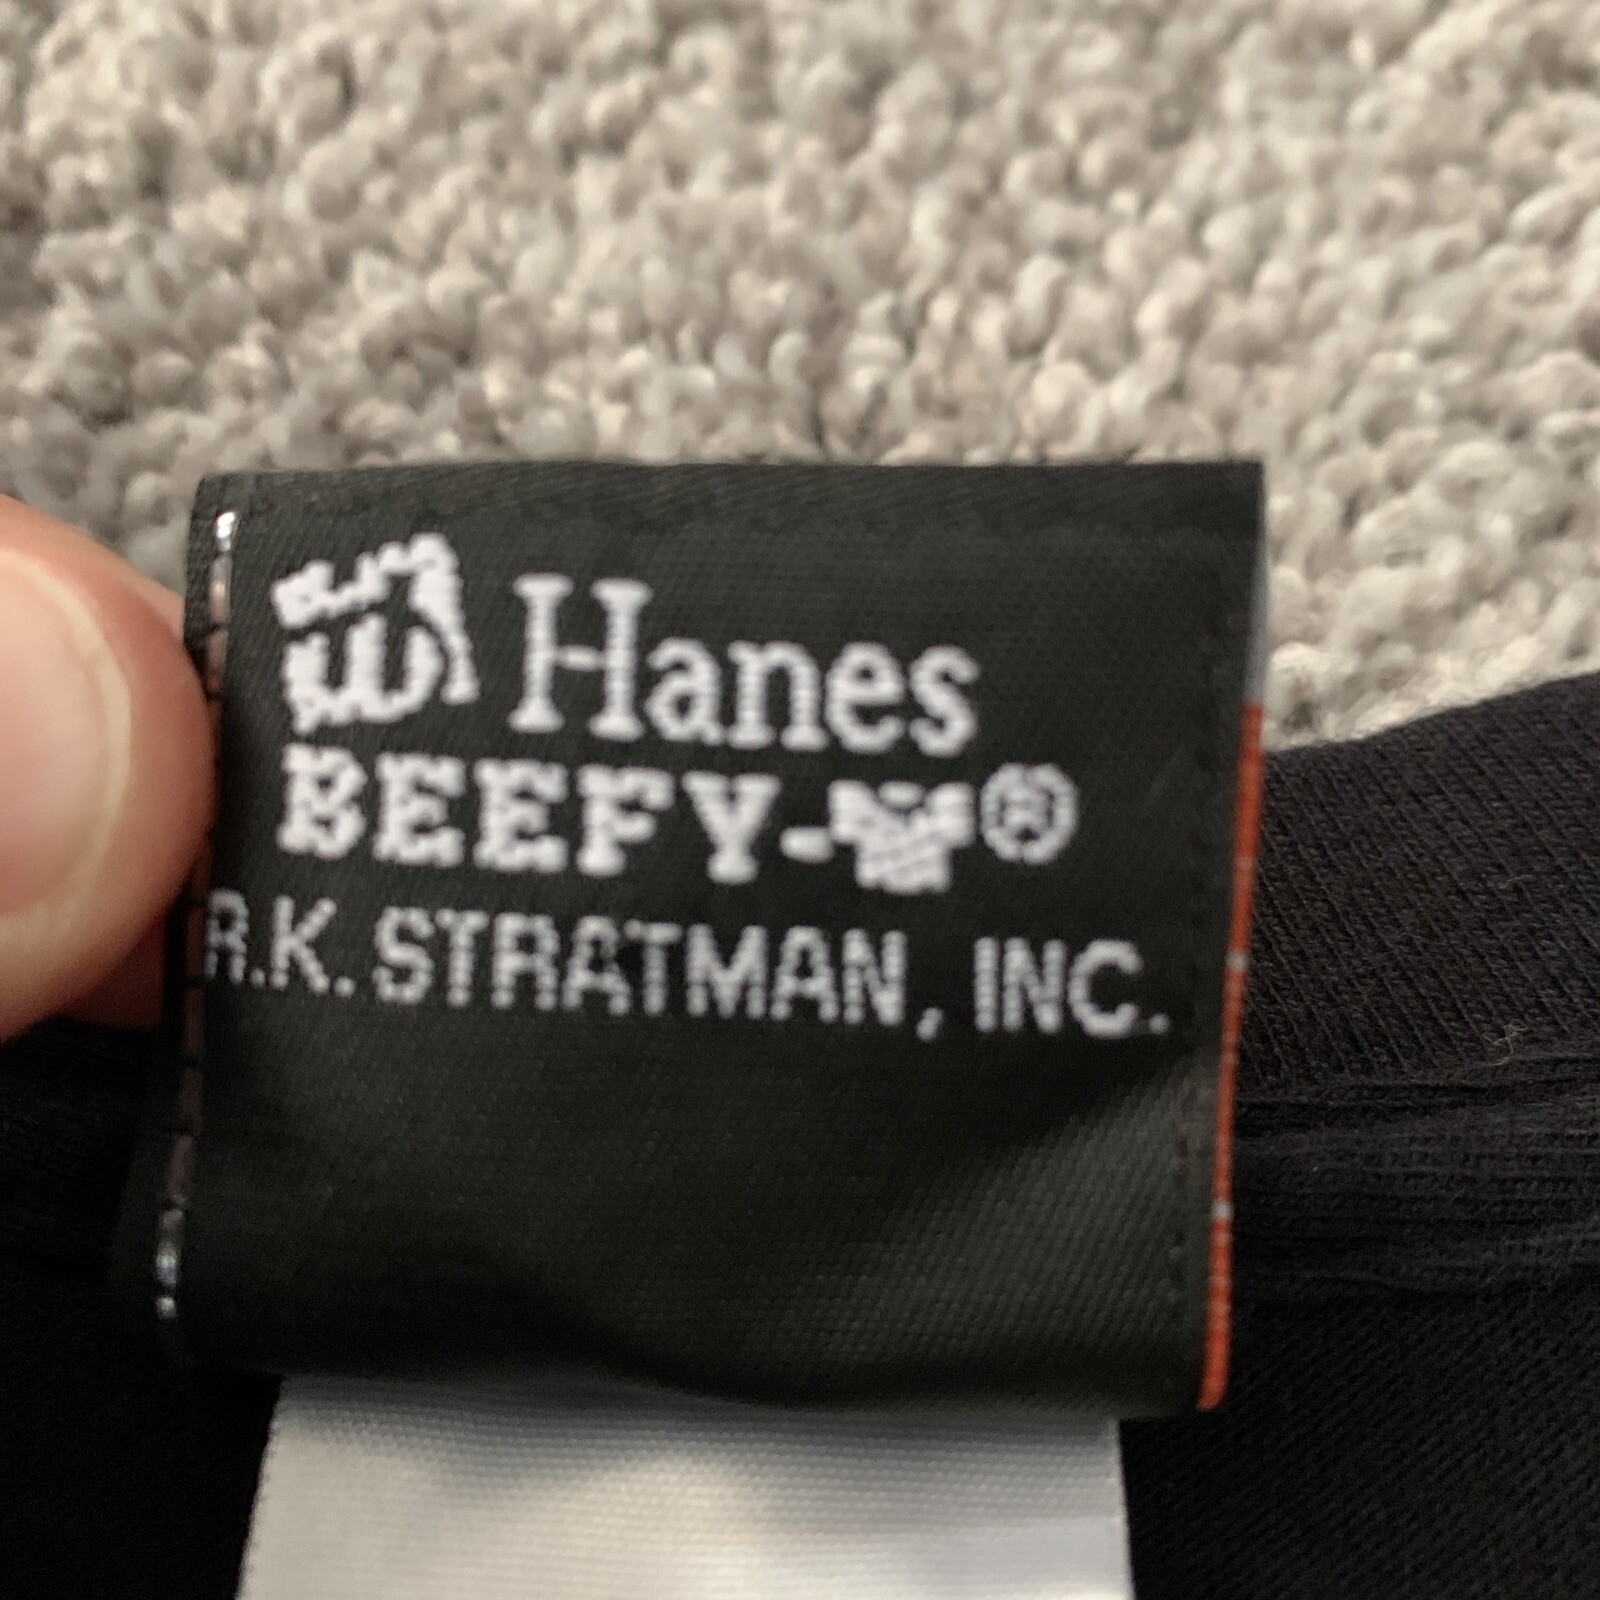 Hanes
BEEFY-®
R.K. STRATMAN, INC.